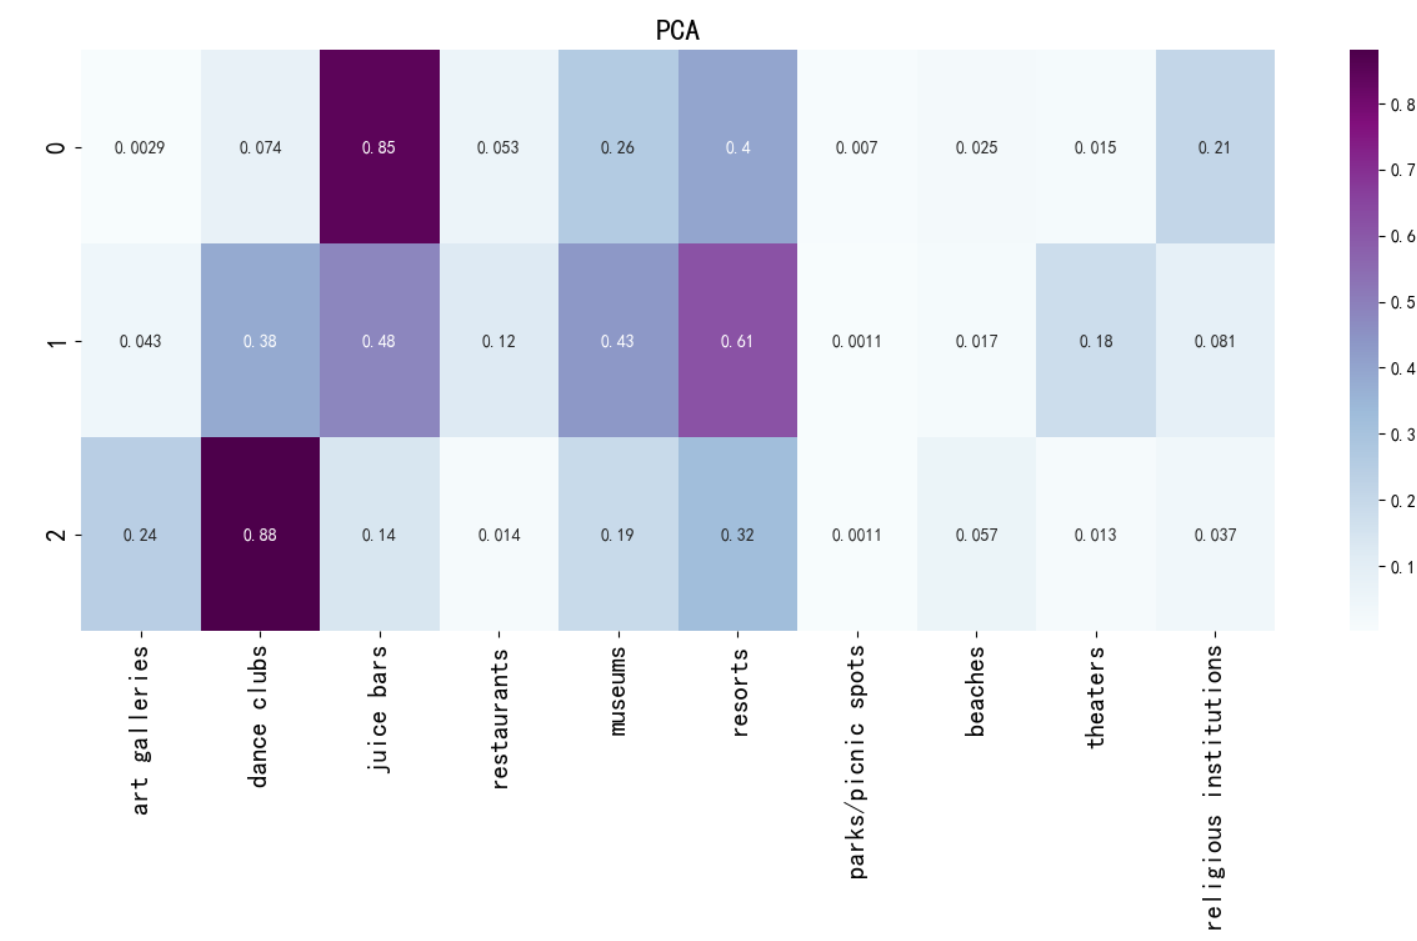 PCA
0 0.0029 0.074 0.85 0.053 0.26 0.4 0.007 0.025 0.015 0.21
1 0.043 0.38 0.48 0.12 0.43 0.61 0.0011 0.017 0.18 0.081
2 0.24 0.88 0.14 0.014 0.19 0.32 0.0011 0.057 0.013 0.037
art galleries
dance clubs
juice bars
restaurants
museums
resorts
parks/picnic spots
beaches
theaters
religious institutions
0.8
0.7
0.6
0.5
0.4
0.3
0.2
0.1